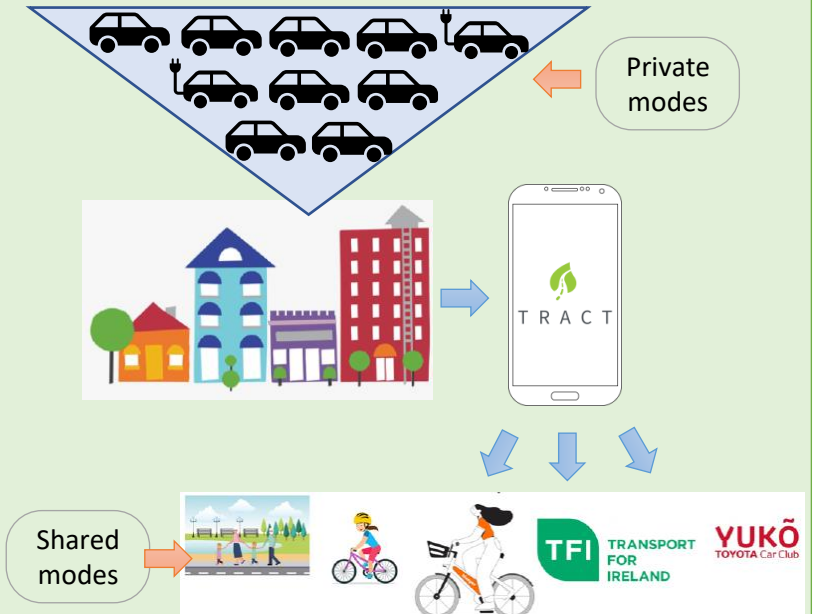 Private
modes
TRACT
Shared
modes
TFI
TRANSPORT
FOR
IRELAND
YUKÕ
TOYOTA Car Club